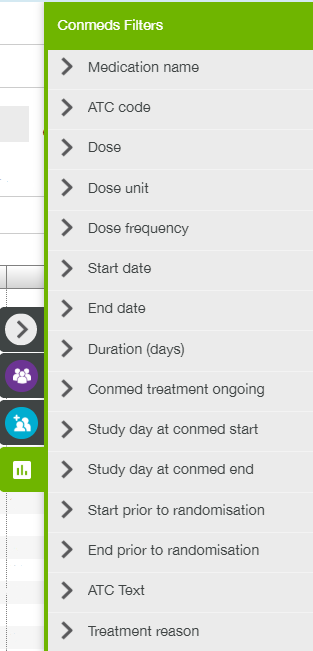 Conmeds Filters
Medication name
ATC code
Dose
Dose unit
Dose frequency
Start date
End date
Duration (days)
Conmed treatment ongoing
Study day at conmed start
Study day at conmed end
Start prior to randomisation
End prior to randomisation
ATC Text
Treatment reason